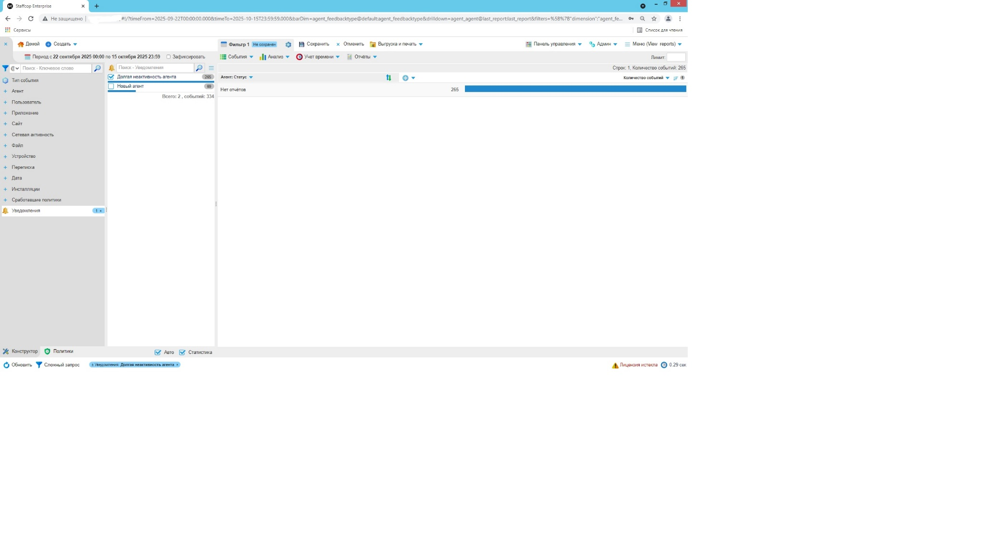 Staffcop Enterprise
Не защищено
#!/?timeFrom=2025-09-22T00:00:00.000&timeTo=2025-10-15T23:59:59.000&barDim=agent_feedbacktype@default:agent_feedbacktype&drilldown=agent_agent@last_report:last_report&filters=%5B%7B"dimension":"agent_fe...
Сервисы
Список для чтения
Домой
Создать
Фильтр 1 Не сохранен
Сохранить
Отменить
Выгрузка и печать
Панель управления
Админ
Меню (View reports)
Период с 22 сентября 2025 00:00 по 15 октября 2025 23:59
Зафиксировать
События
Анализ
Учет времени
Отчёты
Лимит:
@
Поиск - Ключевое слово
Тип события
Агент
Пользователь
Приложение
Сайт
Сетевая активность
Файл
Устройство
Переписка
Дата
Инсталляции
Сработавшие политики
Уведомления 1 ×
Поиск - Уведомления
Долгая неактивность агента 265
Новый агент 69
Всего: 2 , событий: 334
Строк: 1, Количество событий: 265
Агент: Статус
Количество событий 1
Нет отчётов 265
Конструктор
Политики
Авто
Статистика
Обновить
Сложный запрос
± Уведомления: Долгая неактивность агента ×
Лицензия истекла
0.29 сек